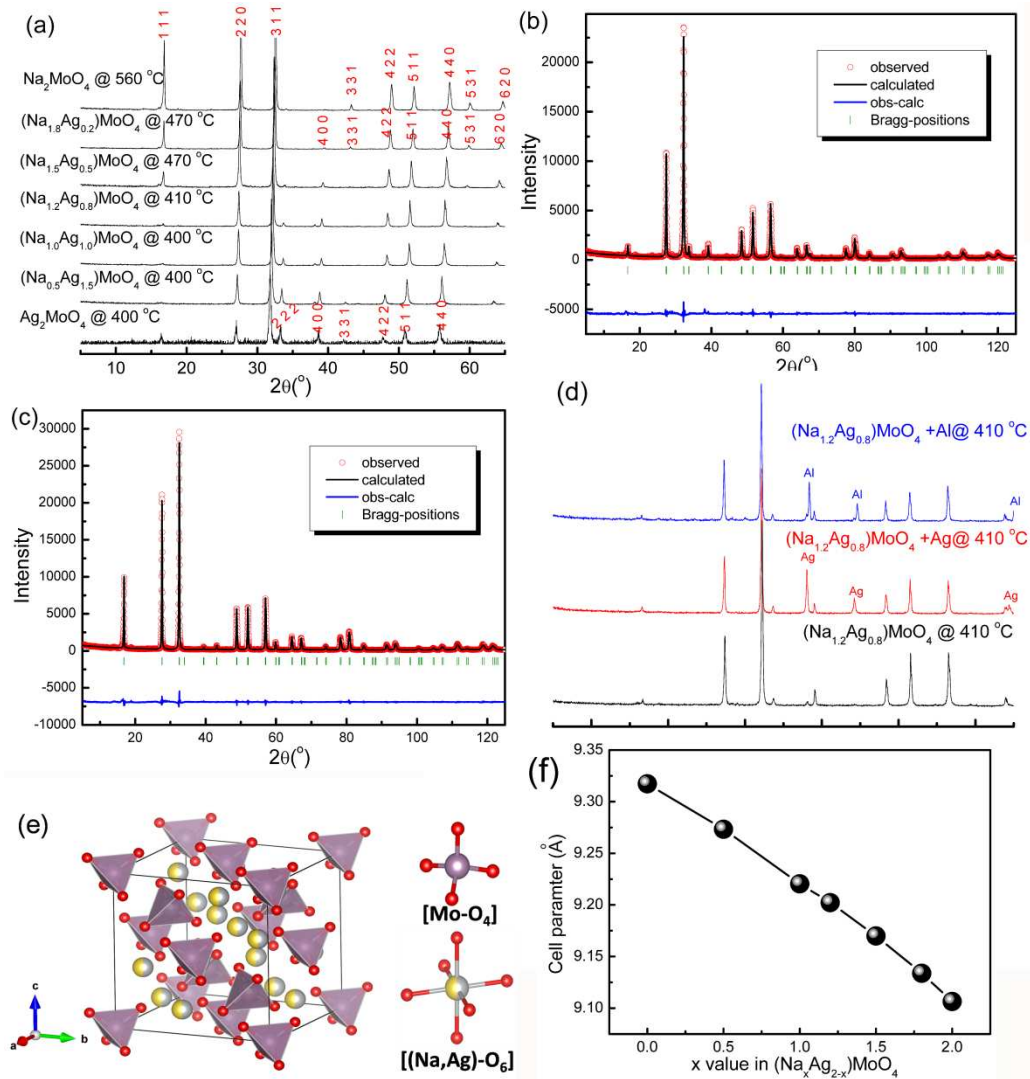 (a)
1 1 1
2 2 0
3 1 1
3 3 1
4 2 2
5 1 1
4 4 0
5 3 1
6 2 0
Na₂MoO₄ @ 560 °C
(Na₁.₈Ag₀.₂)MoO₄ @ 470 °C
4 0 0
3 3 1
4 2 2
5 1 1
4 4 0
5 3 1
6 2 0
(Na₁.₅Ag₀.₅)MoO₄ @ 470 °C
(Na₁.₂Ag₀.₈)MoO₄ @ 410 °C
(Na₁.₀Ag₁.₀)MoO₄ @ 400 °C
(Na₀.₅Ag₁.₅)MoO₄ @ 400 °C
Ag₂MoO₄ @ 400 °C
2 2 2
4 0 0
3 3 1
4 2 2
5 1 1
4 4 0
10 20 30 40 50 60
2θ(°)
(b)
Intensity
20000
15000
10000
5000
0
-5000
observed
calculated
obs-calc
Bragg-positions
20 40 60 80 100 120
2θ(°)
(c)
Intensity
30000
25000
20000
15000
10000
5000
0
-5000
-10000
observed
calculated
obs-calc
Bragg-positions
20 40 60 80 100 120
2θ(°)
(d)
(Na₁.₂Ag₀.₈)MoO₄ +Al@ 410 °C
Al
Al
Al
(Na₁.₂Ag₀.₈)MoO₄ +Ag@ 410 °C
Ag
Ag
Ag
(Na₁.₂Ag₀.₈)MoO₄ @ 410 °C
(e)
c
a
b
[Mo-O₄]
[(Na,Ag)-O₆]
(f)
Cell paramter (Å)
9.35
9.30
9.25
9.20
9.15
9.10
0.0 0.5 1.0 1.5 2.0
x value in (NaₓAg₂₋ₓ)MoO₄